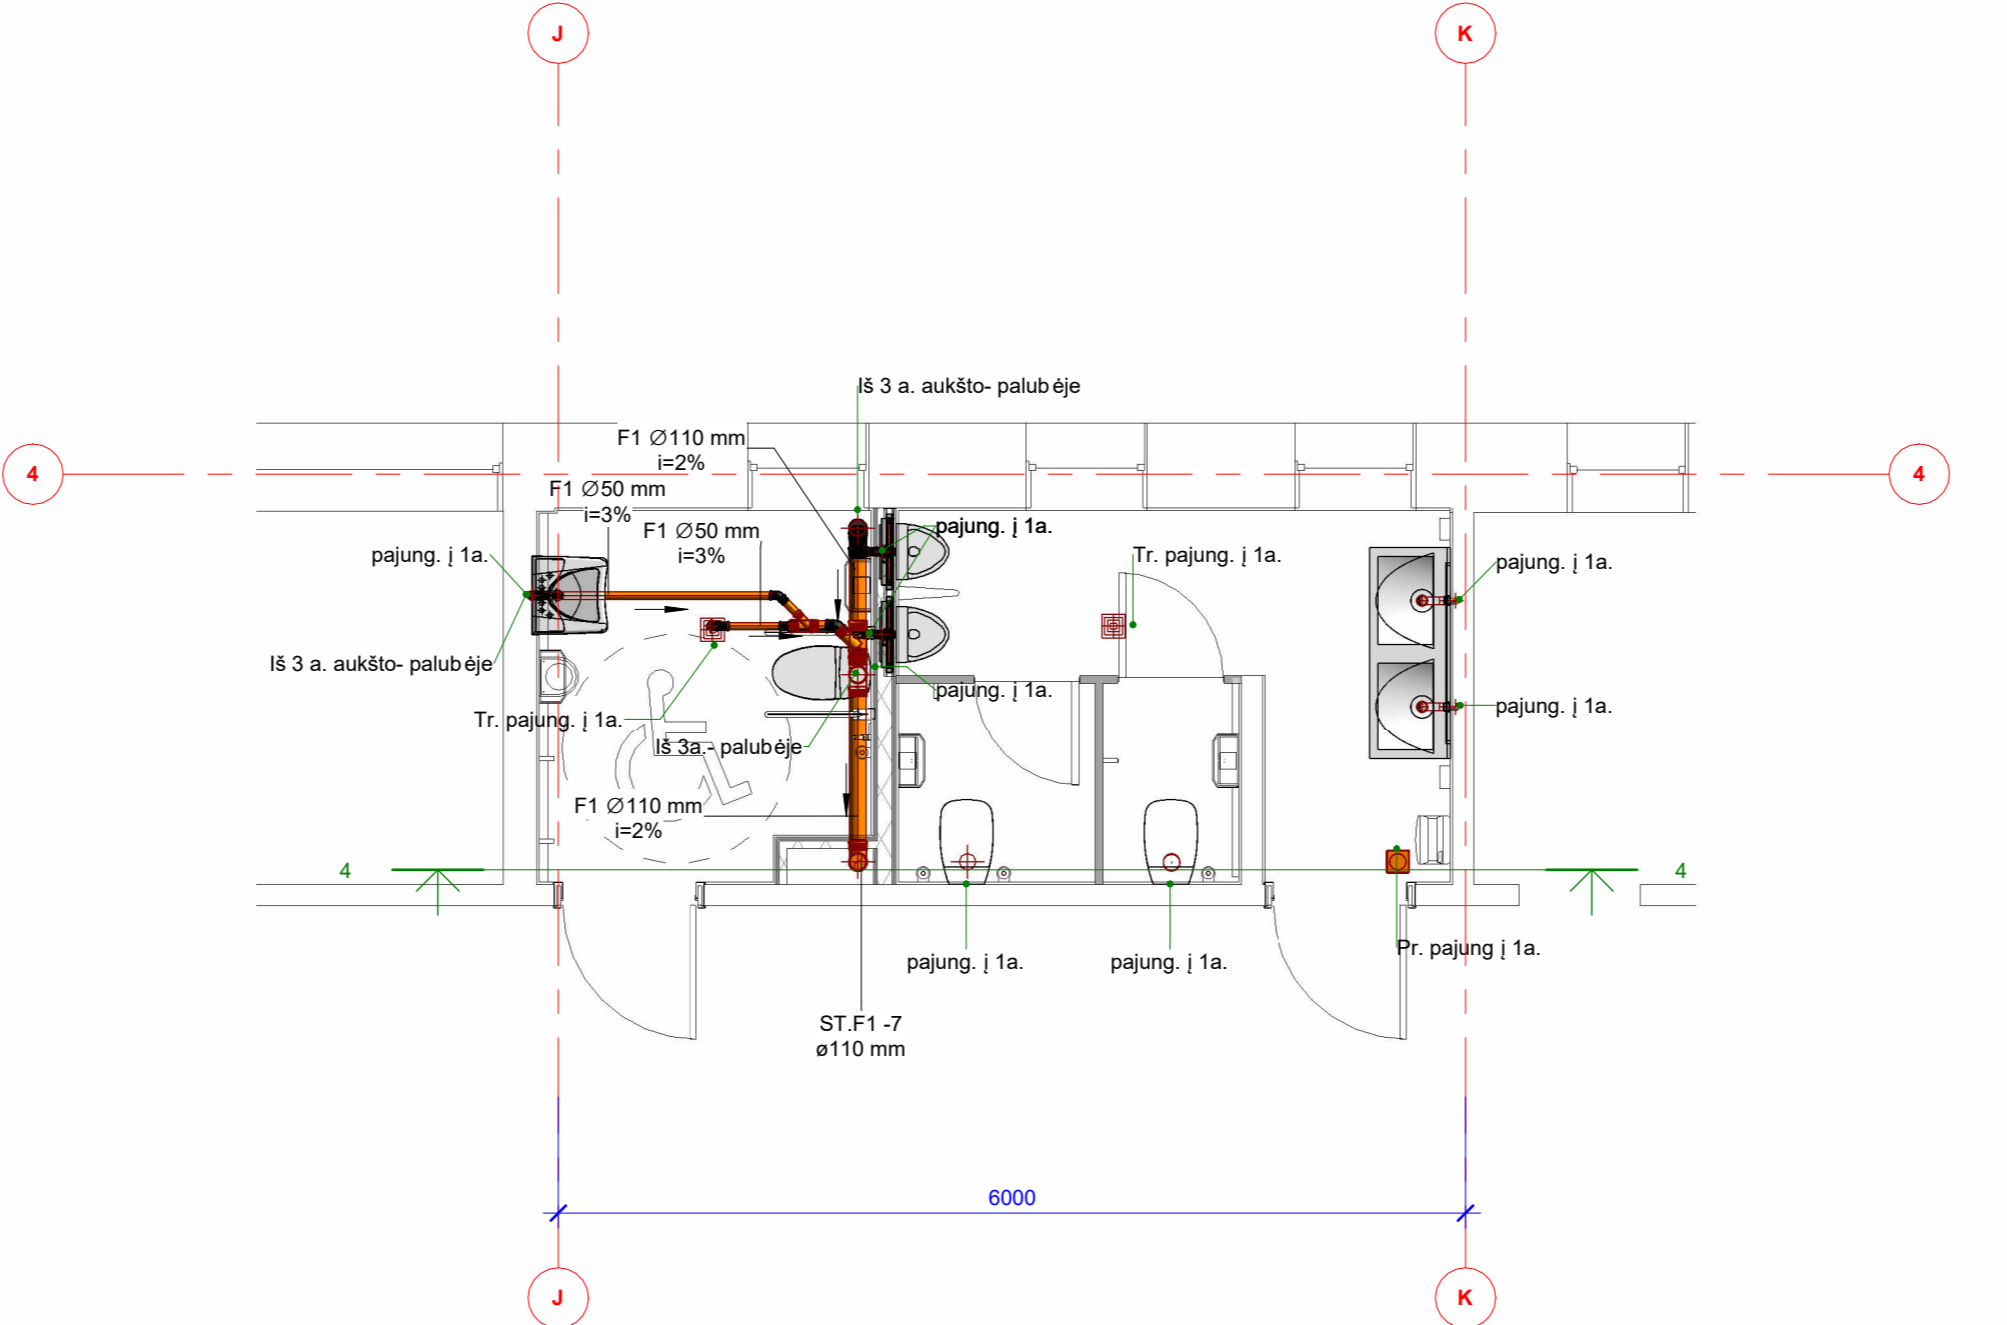 J
K
Iš 3 a. aukšto- palubėje
F1 ∅110 mm
i=2%
4
4
F1 ∅50 mm
i=3%
F1 ∅50 mm
i=3%
pajung. į 1a.
pajung. į 1a.
Tr. pajung. į 1a.
pajung. į 1a.
Iš 3 a. aukšto- palubėje
pajung. į 1a.
pajung. į 1a.
Tr. pajung. į 1a.
Iš 3a.- palubėje
F1 ∅110 mm
i=2%
4
4
Pr. pajung į 1a.
pajung. į 1a.
pajung. į 1a.
ST.F1 -7
ø110 mm
6000
J
K